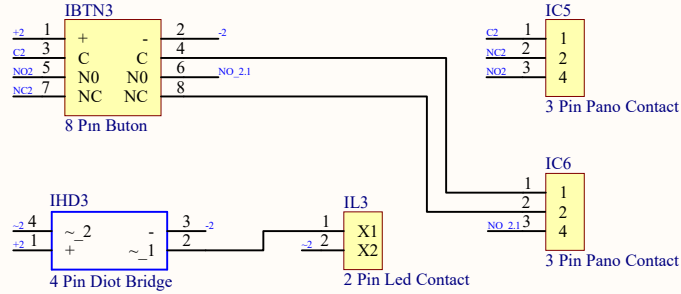 IBTN3
+2 1 + - 2 -2
C2 3 C C 4
NO2 5 N0 N0 6 NO_2.1
NC2 7 NC NC 8
8 Pin Buton
IC5
C2 1 1
NC2 2 2
NO2 3 4
3 Pin Pano Contact
IHD3
~2 4 ~_2 - 3 -2
+2 1 + ~_1 2
4 Pin Diot Bridge
IL3
1 X1
~2 2 X2
2 Pin Led Contact
IC6
1 1
2 2
NO_2.1 3 4
3 Pin Pano Contact